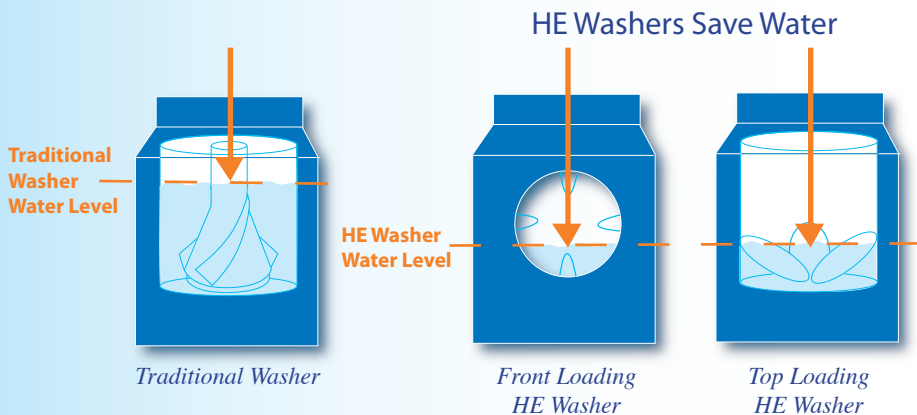 HE Washers Save Water
Traditional
Washer
Water Level
HE Washer
Water Level
Traditional Washer
Front Loading
HE Washer
Top Loading
HE Washer